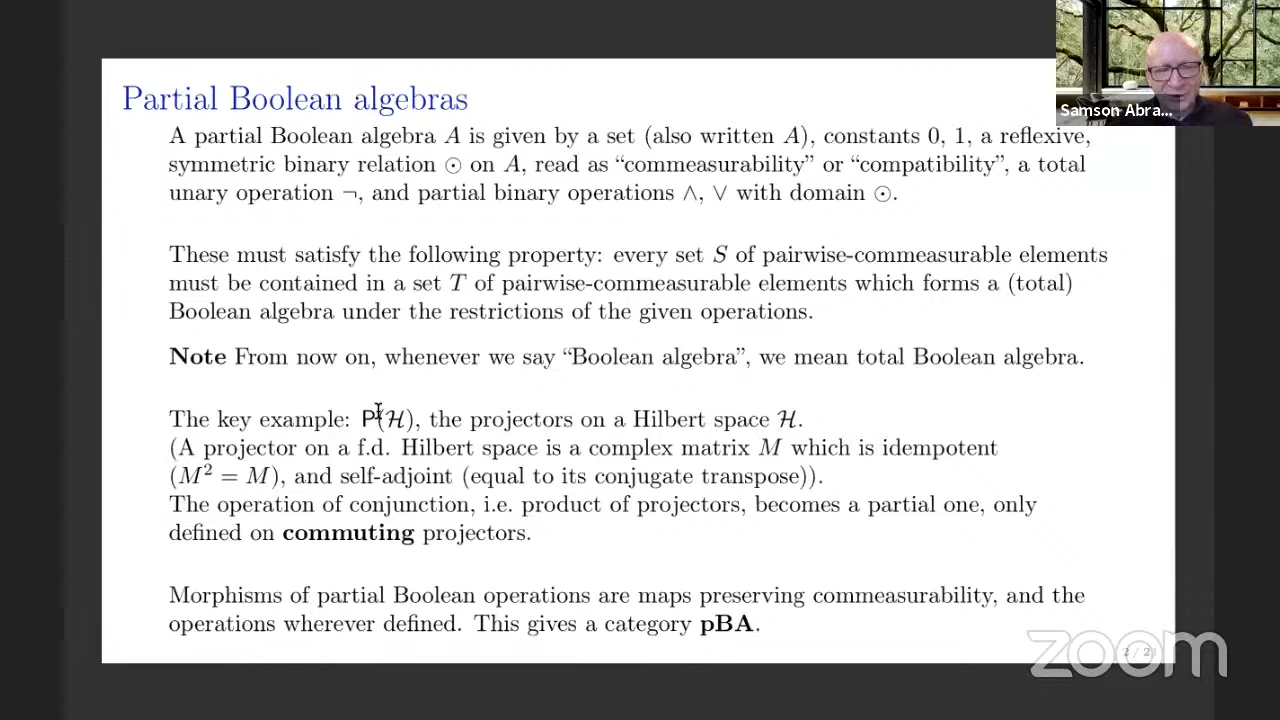 Partial Boolean algebras
A partial Boolean algebra A is given by a set (also written A), constants 0, 1, a reflexive,
symmetric binary relation ⊙ on A, read as “commeasurability” or “compatibility”, a total
unary operation ¬, and partial binary operations ∧, ∨ with domain ⊙.
These must satisfy the following property: every set S of pairwise-commeasurable elements
must be contained in a set T of pairwise-commeasurable elements which forms a (total)
Boolean algebra under the restrictions of the given operations.
Note From now on, whenever we say “Boolean algebra”, we mean total Boolean algebra.
The key example: P(ℋ), the projectors on a Hilbert space ℋ.
(A projector on a f.d. Hilbert space is a complex matrix M which is idempotent
(M² = M), and self-adjoint (equal to its conjugate transpose)).
The operation of conjunction, i.e. product of projectors, becomes a partial one, only
defined on commuting projectors.
Morphisms of partial Boolean operations are maps preserving commeasurability, and the
operations wherever defined. This gives a category pBA.
Samson Abra...
zoom